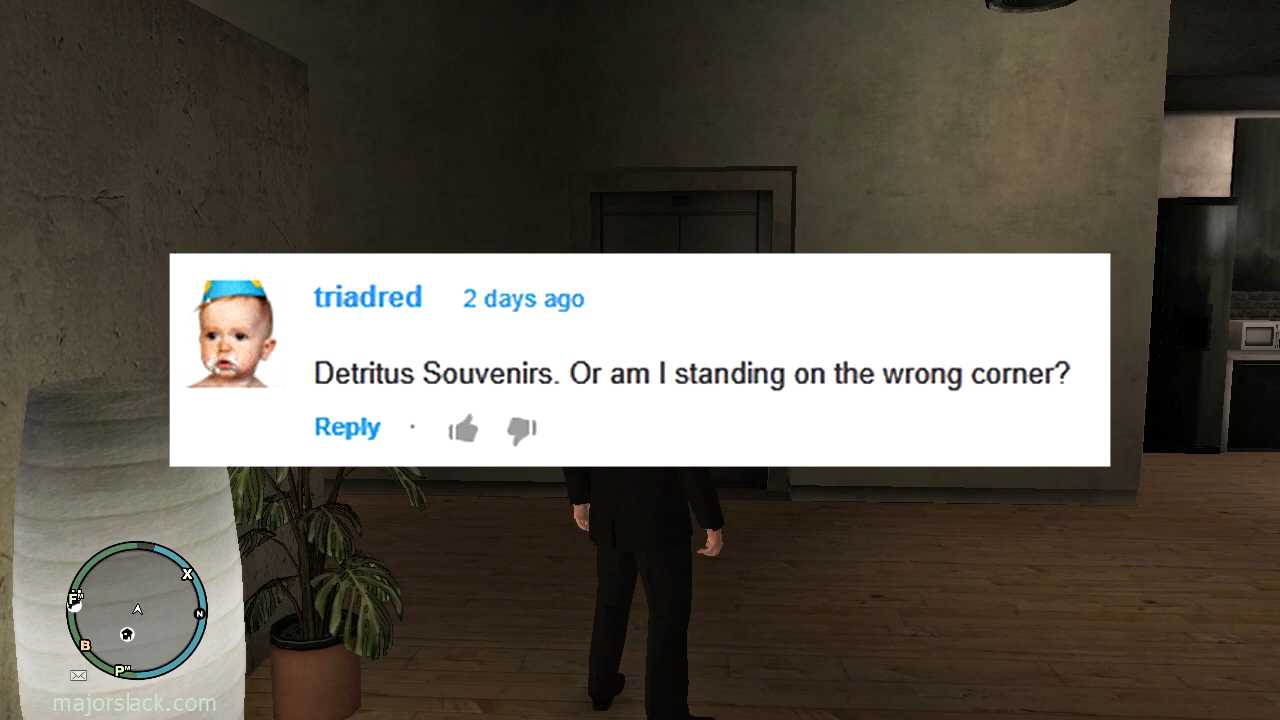 triadred 2 days ago
Detritus Souvenirs. Or am I standing on the wrong corner?
Reply ·
X
F M
N
B
P M
majorslack.com